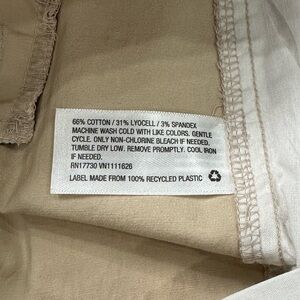 66% COTTON / 31% LYOCELL / 3% SPANDEX
MACHINE WASH COLD WITH LIKE COLORS. GENTLE
CYCLE. ONLY NON-CHLORINE BLEACH IF NEEDED.
TUMBLE DRY LOW. REMOVE PROMPTLY. COOL IRON
IF NEEDED.
RN17730 VN1111626
LABEL MADE FROM 100% RECYCLED PLASTIC